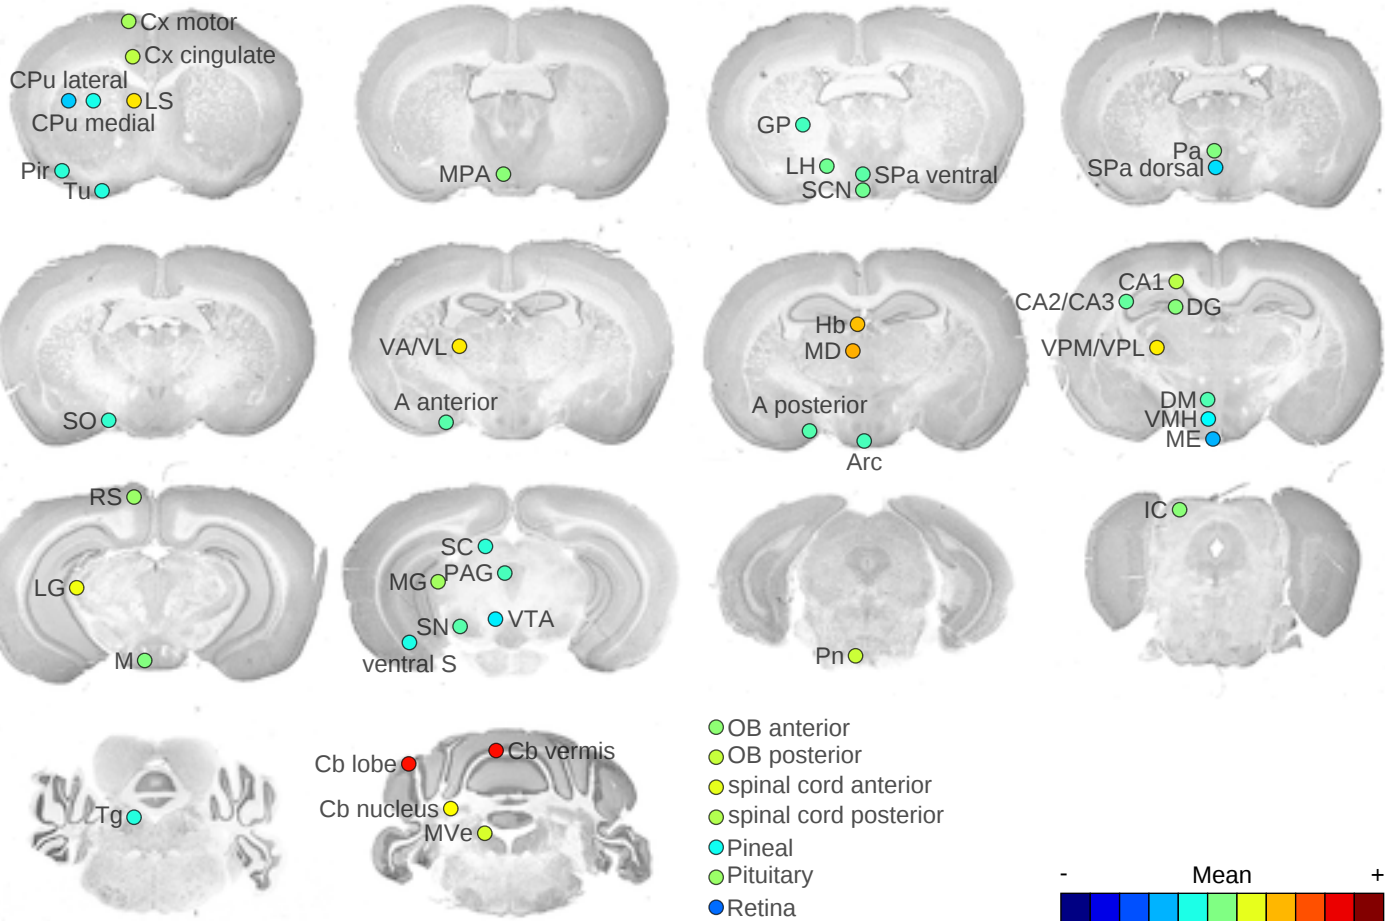 Cx motor
Cx cingulate
CPu lateral
LS
CPu medial
Pir
Tu
MPA
GP
LH
SPa ventral
SCN
Pa
SPa dorsal
SO
VA/VL
A anterior
Hb
MD
A posterior
Arc
CA1
CA2/CA3
DG
VPM/VPL
DM
VMH
ME
RS
LG
M
SC
PAG
MG
SN
VTA
ventral S
Pn
IC
Tg
Cb lobe
Cb vermis
Cb nucleus
MVe
OB anterior
OB posterior
spinal cord anterior
spinal cord posterior
Pineal
Pituitary
Retina
- Mean +